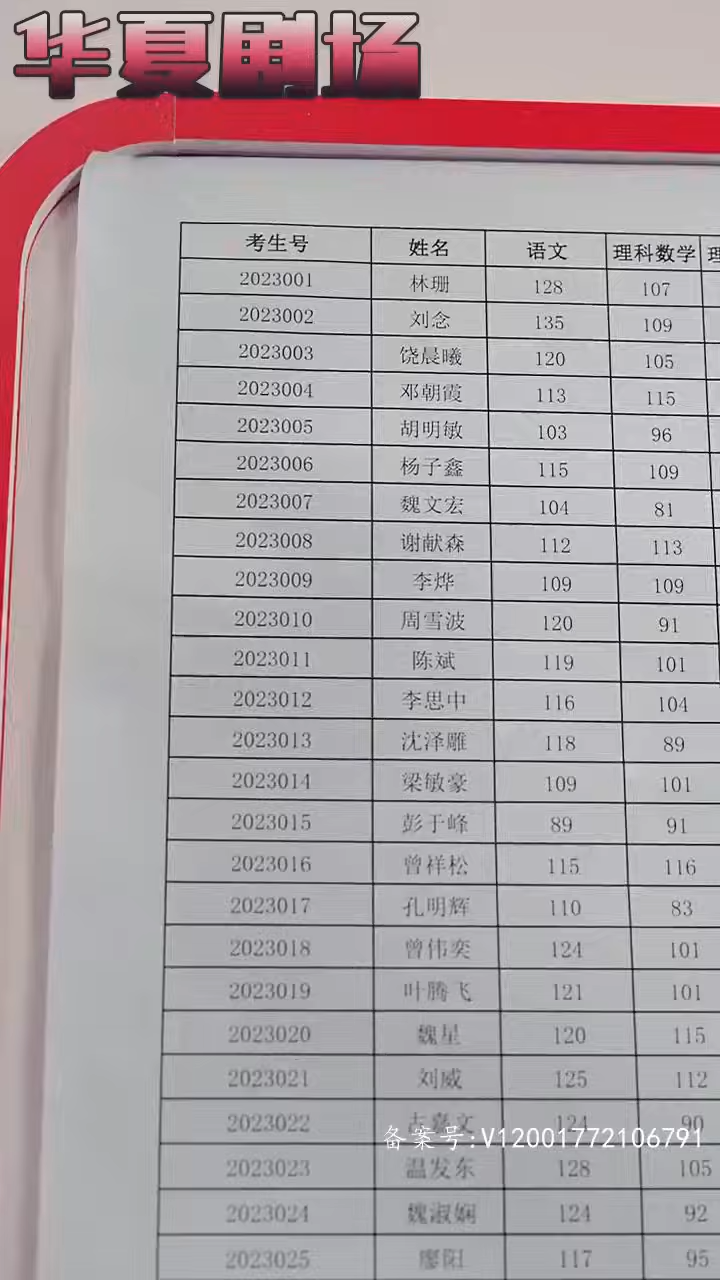 华夏剧场
考生号 姓名 语文 理科数学 理
2023001 林珊 128 107
2023002 刘念 135 109
2023003 饶晨曦 120 105
2023004 邓朝霞 113 115
2023005 胡明敏 103 96
2023006 杨子鑫 115 109
2023007 魏文宏 104 81
2023008 谢献森 112 113
2023009 李烨 109 109
2023010 周雪波 120 91
2023011 陈斌 119 101
2023012 李思中 116 104
2023013 沈泽雕 118 89
2023014 梁敏豪 109 101
2023015 彭于峰 89 91
2023016 曾祥松 115 116
2023017 孔明辉 110 83
2023018 曾伟奕 124 101
2023019 叶腾飞 121 101
2023020 魏星 120 115
2023021 刘威 125 112
2023022 古嘉文 124 90
备案号:V12001772106791
2023023 温发东 128 105
2023024 魏淑娴 124 92
2023025 廖阳 117 95